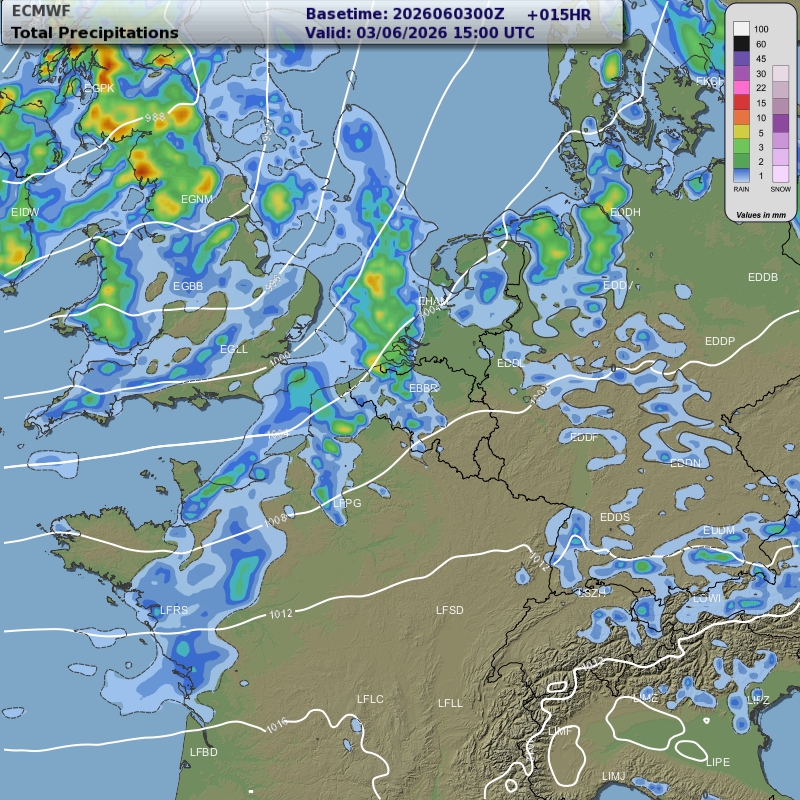 ECMWF
Basetime: 2026060300Z +015HR
Total Precipitations
Valid: 03/06/2026 15:00 UTC
100
60
45
30
22
15
10
5
3
2
1
RAIN
SNOW
Values in mm
EGPK
988
EIDW
EGNM
EDDH
EGBB
EHAM
1004
EDDV
EDDB
EGLL
1000
EDDL
EDDP
EBBR
1004
EDDF
EDDN
LFPG
1008
EDDS
EDDM
1012
LSZH
LOWI
LFRS
1012
LFSD
LFLC
LFLL
LIMC
LIPZ
1016
LFBD
LIMF
LIPE
LIMJ